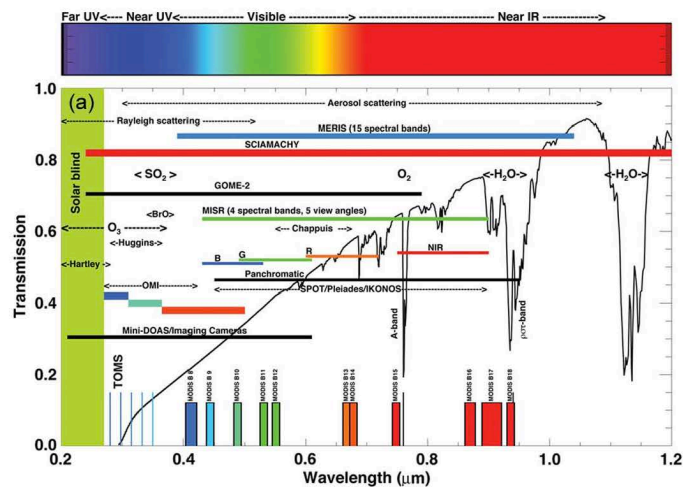 Far UV
Near UV
Visible
Near IR
(a)
Aerosol scattering
Rayleigh scattering
MERIS (15 spectral bands)
SCIAMACHY
<SO₂>
O₂
<-H₂O->
<-H₂O->
GOME-2
MISR (4 spectral bands, 5 view angles)
<BrO>
O₃
Chappuis
<-Huggins->
R
NIR
G
B
<-Hartley->
Panchromatic
OMI
SPOT/Pleiades/IKONOS
Mini-DOAS/Imaging Cameras
A-band
ρστ-band
Solar blind
TOMS
MODIS B 8
MODIS B 9
MODIS B10
MODIS B11
MODIS B12
MODIS B13
MODIS B14
MODIS B15
MODIS B16
MODIS B17
MODIS B18
Transmission
1.0
0.8
0.6
0.4
0.2
0.0
0.2 0.4 0.6 0.8 1.0 1.2
Wavelength (μm)